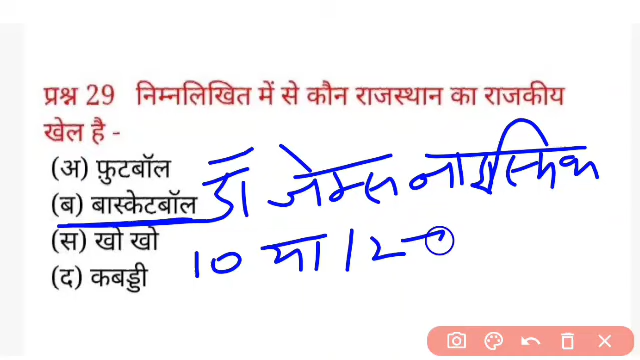 प्रश्न 29 निम्नलिखित में से कौन राजस्थान का राजकीय
खेल है -
(अ) फ़ुटबॉल
(ब) बास्केटबॉल डॉ जेम्स नाइस्मिथ
(स) खो खो
10 या 12
(द) कबड्डी